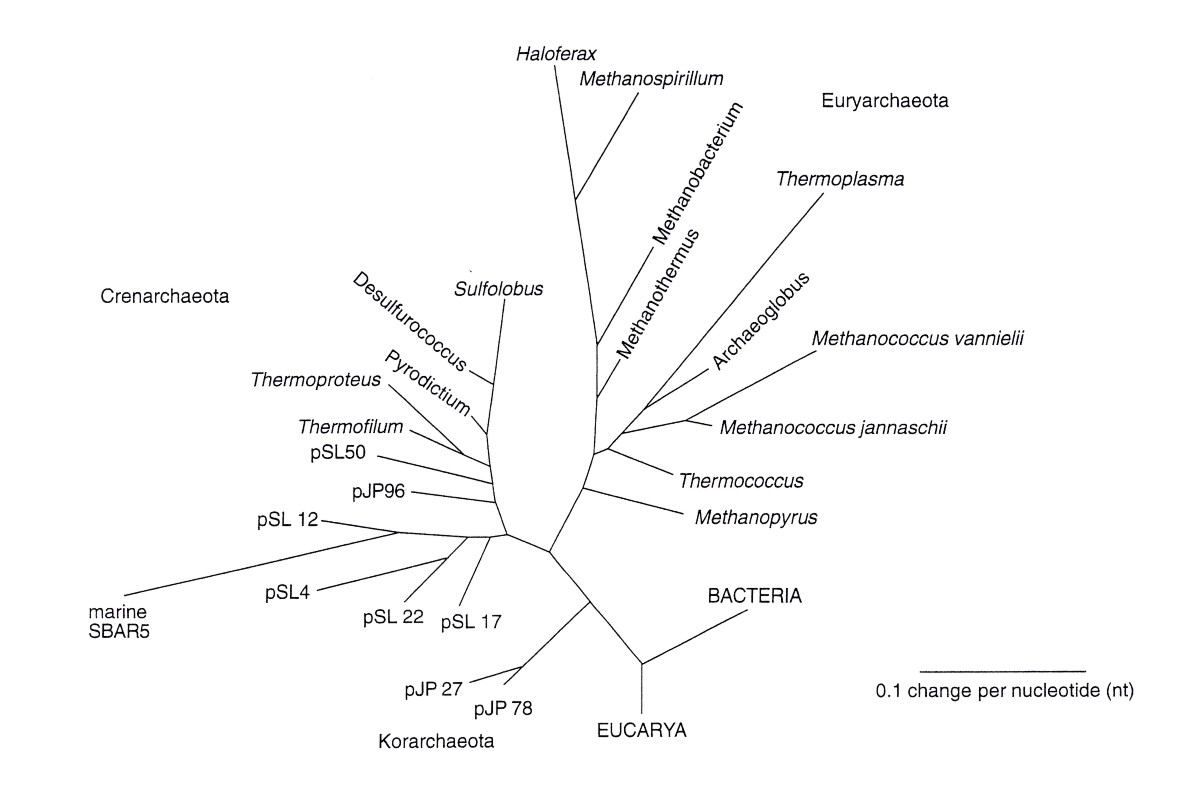 Haloferax
Methanospirillum
Euryarchaeota
Methanobacterium
Thermoplasma
Methanothermus
Archaeoglobus
Desulfurococcus
Sulfolobus
Crenarchaeota
Methanococcus vannielii
Pyrodictium
Thermoproteus
Thermofilum
Methanococcus jannaschii
pSL50
Thermococcus
pJP96
Methanopyrus
pSL 12
pSL4
BACTERIA
marine
SBAR5
pSL 22
pSL 17
pJP 27
0.1 change per nucleotide (nt)
pJP 78
EUCARYA
Korarchaeota